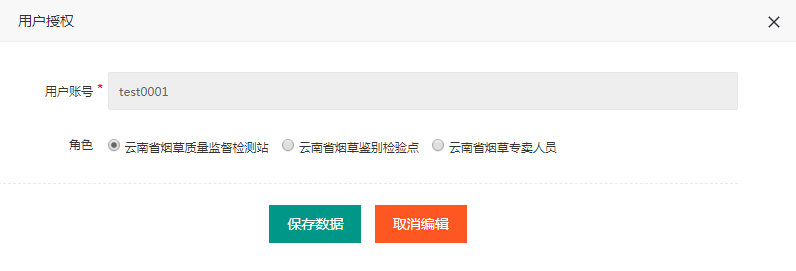 用户授权
用户账号 * test0001
角色 云南省烟草质量监督检测站 云南省烟草鉴别检验点 云南省烟草专卖人员
保存数据 取消编辑